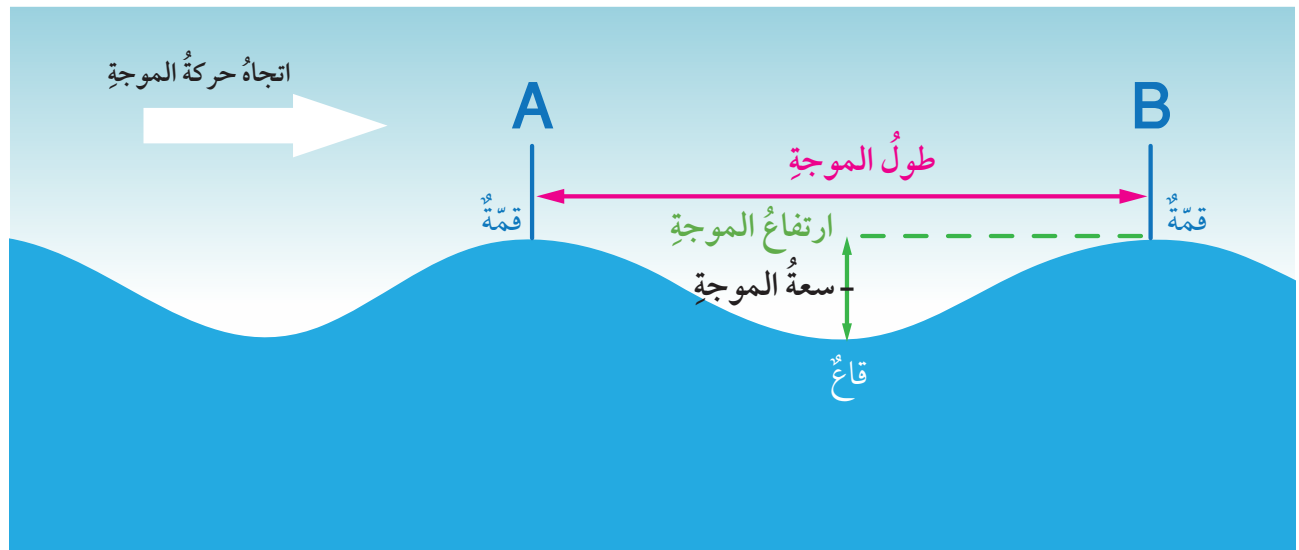 اتجاهُ حركةُ الموجةِ
A
B
طولُ الموجةِ
قمّةٌ
قمّةٌ
ارتفاعُ الموجةِ
سعةُ الموجةِ
قاعٌ